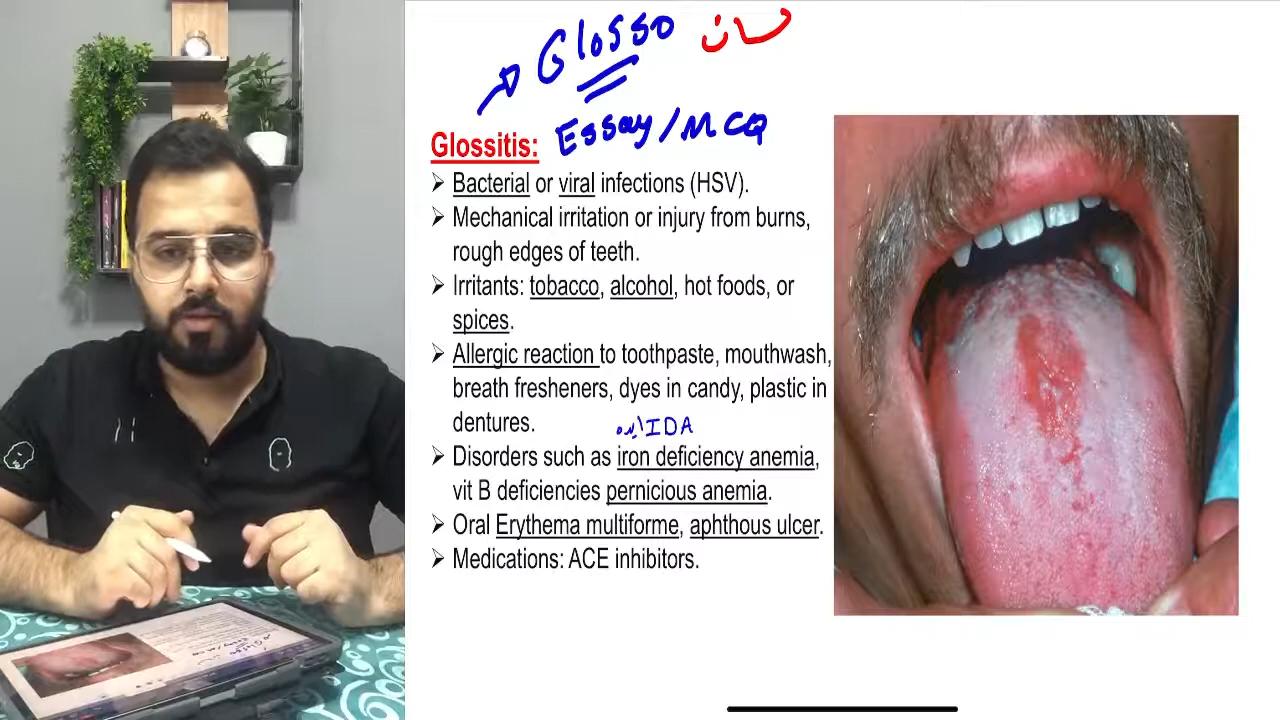 Glosso لسان
Essay/MCQ
Glossitis:
➢ Bacterial or viral infections (HSV).
➢ Mechanical irritation or injury from burns,
rough edges of teeth.
➢ Irritants: tobacco, alcohol, hot foods, or
spices.
➢ Allergic reaction to toothpaste, mouthwash,
breath fresheners, dyes in candy, plastic in
dentures.
IDA
➢ Disorders such as iron deficiency anemia,
vit B deficiencies pernicious anemia.
➢ Oral Erythema multiforme, aphthous ulcer.
➢ Medications: ACE inhibitors.